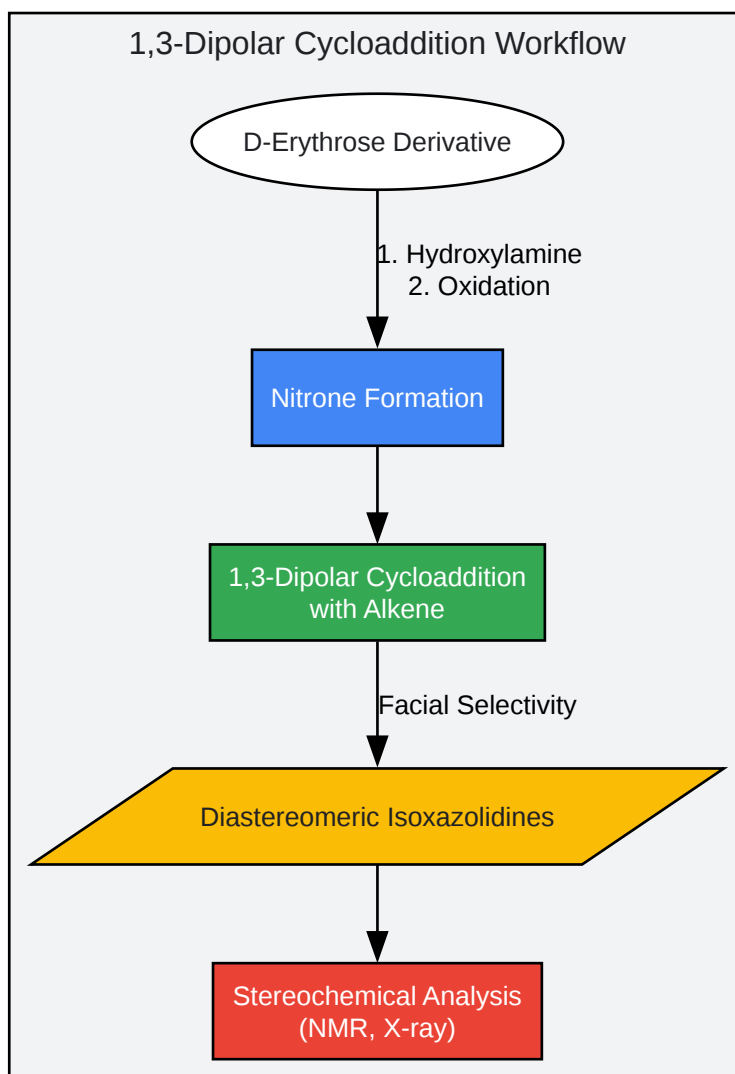 1,3-Dipolar Cycloaddition Workflow
D-Erythrose Derivative
1. Hydroxylamine
2. Oxidation
Nitrone Formation
1,3-Dipolar Cycloaddition
with Alkene
Facial Selectivity
Diastereomeric Isoxazolidines
Stereochemical Analysis
(NMR, X-ray)